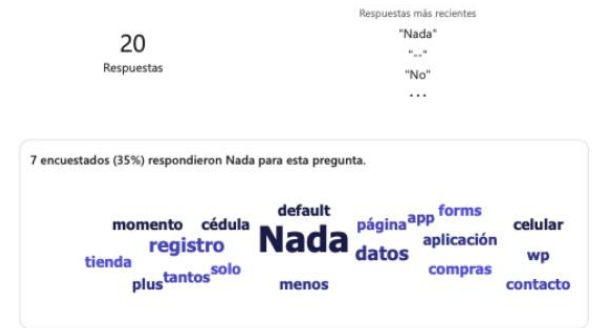 20
Respuestas
Respuestas más recientes
"Nada"
"--"
"No"
...
7 encuestados (35%) respondieron Nada para esta pregunta.
default
momento cédula Nada página app forms celular
registro datos aplicación wp
tienda plus tantos solo menos compras contacto